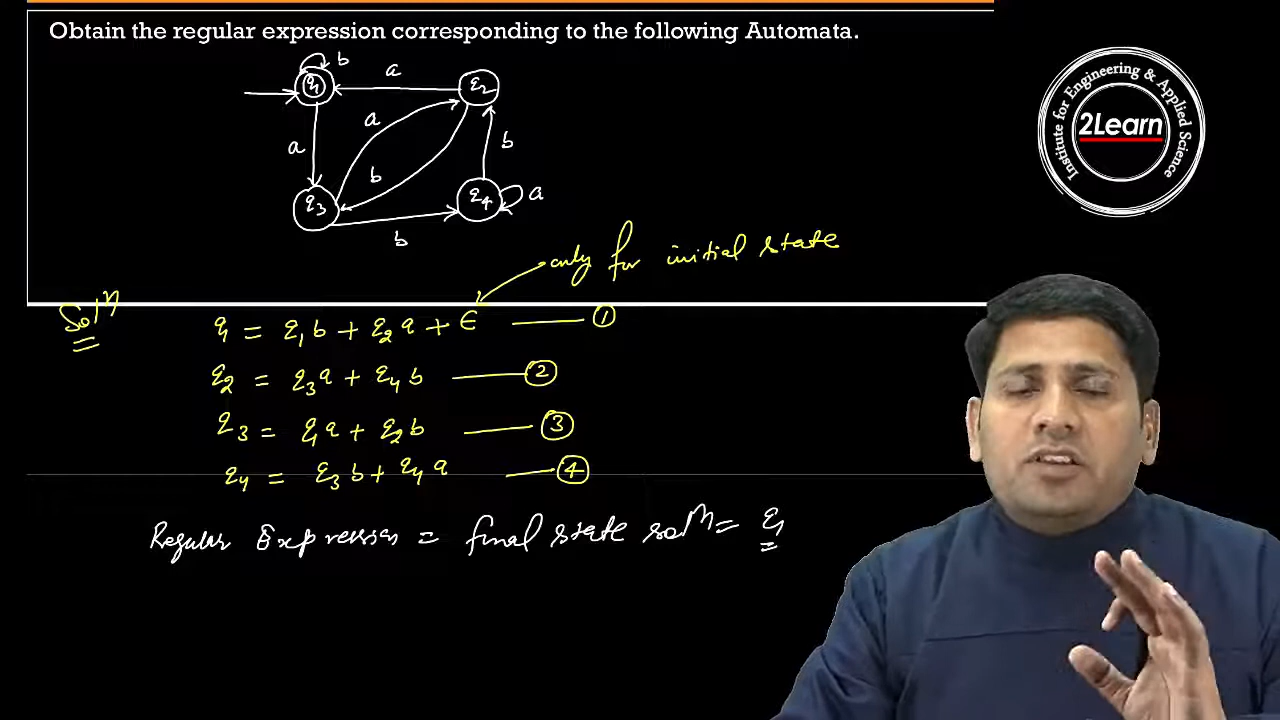 Obtain the regular expression corresponding to the following Automata.
b
q1
a
q2
a
a
b
b
q3
q4
a
b
Institute for Engineering & Applied Science
2Learn
only for initial state
Solⁿ
q1 = q1b + q2a + ε —— ①
q2 = q3a + q4b —— ②
q3 = q1a + q2b —— ③
q4 = q3b + q4a —— ④
Regular Expression = final state solⁿ = q1